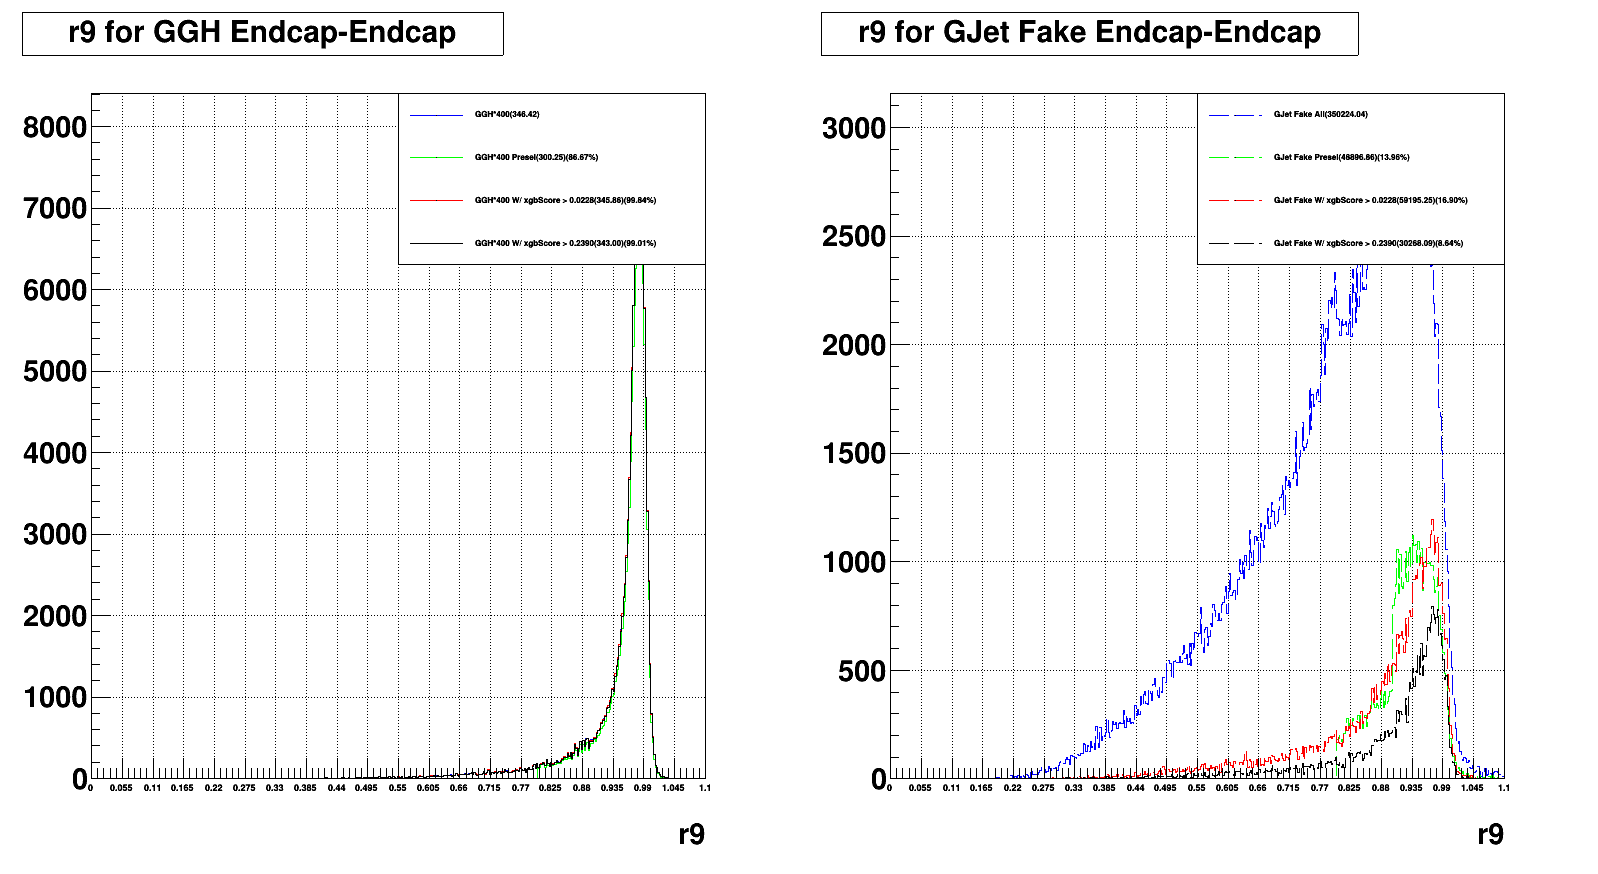 r9 for GGH Endcap-Endcap
GGH*400(346.42)
GGH*400 Presel(300.25)(86.67%)
GGH*400 W/ xgbScore > 0.0228(345.86)(99.84%)
GGH*400 W/ xgbScore > 0.2390(343.00)(99.01%)
8000
7000
6000
5000
4000
3000
2000
1000
0
0 0.055 0.11 0.165 0.22 0.275 0.33 0.385 0.44 0.495 0.55 0.605 0.66 0.715 0.77 0.825 0.88 0.935 0.99 1.045 1.1
r9
r9 for GJet Fake Endcap-Endcap
GJet Fake All(350224.04)
GJet Fake Presel(48896.86)(13.96%)
GJet Fake W/ xgbScore > 0.0228(59195.25)(16.90%)
GJet Fake W/ xgbScore > 0.2390(30268.09)(8.64%)
3000
2500
2000
1500
1000
500
0
0 0.055 0.11 0.165 0.22 0.275 0.33 0.385 0.44 0.495 0.55 0.605 0.66 0.715 0.77 0.825 0.88 0.935 0.99 1.045 1.1
r9